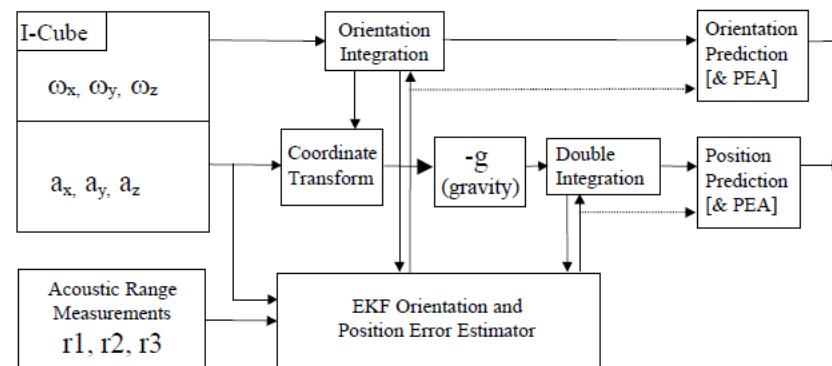 I-Cube
ωx, ωy, ωz
ax, ay, az
Orientation
Integration
Orientation
Prediction
[& PEA]
Coordinate
Transform
-g
(gravity)
Double
Integration
Position
Prediction
[& PEA]
Acoustic Range
Measurements
r1, r2, r3
EKF Orientation and
Position Error Estimator